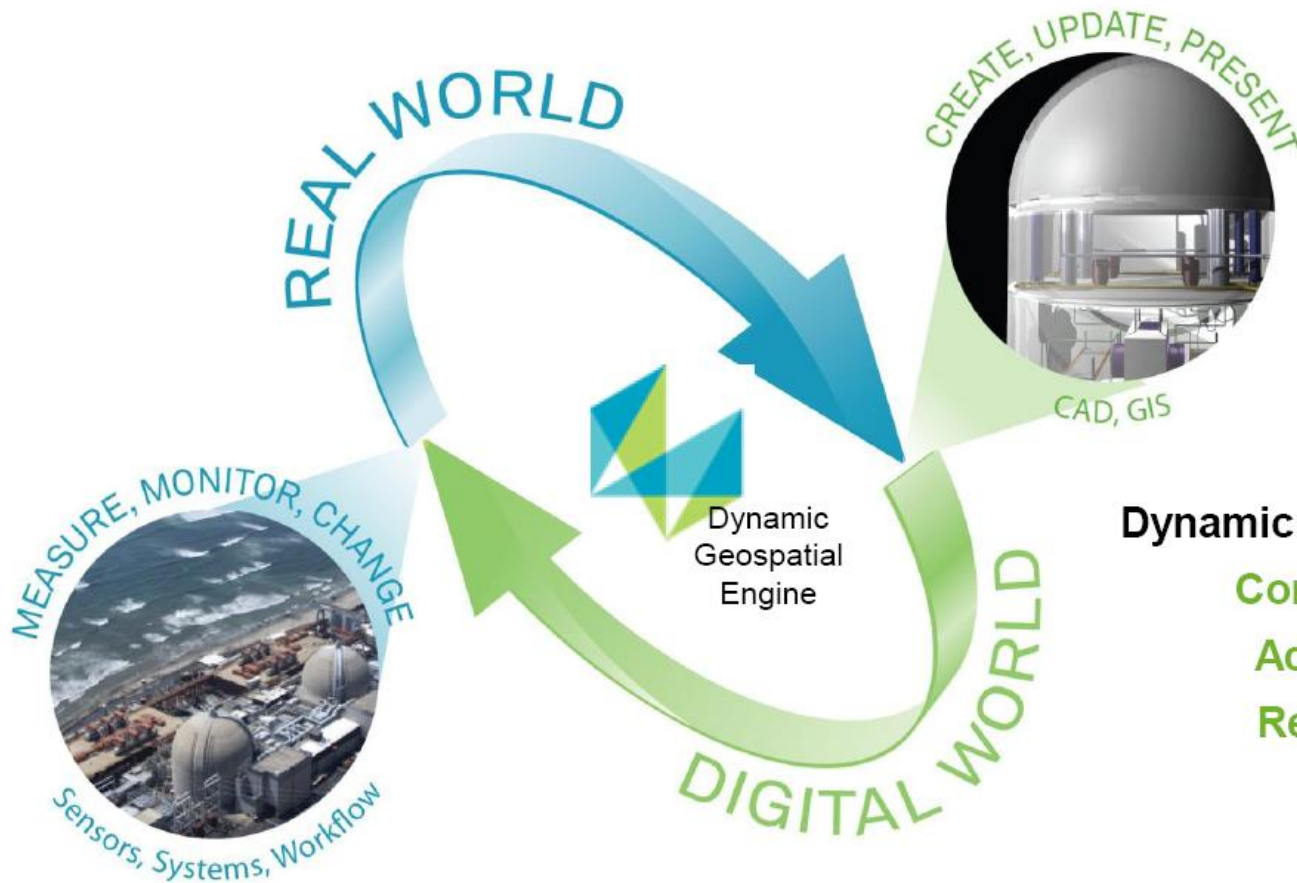 REAL WORLD
CREATE, UPDATE, PRESENT
CAD, GIS
MEASURE, MONITOR, CHANGE
Sensors, Systems, Workflow
Dynamic
Geospatial
Engine
DIGITAL WORLD
Dynamic